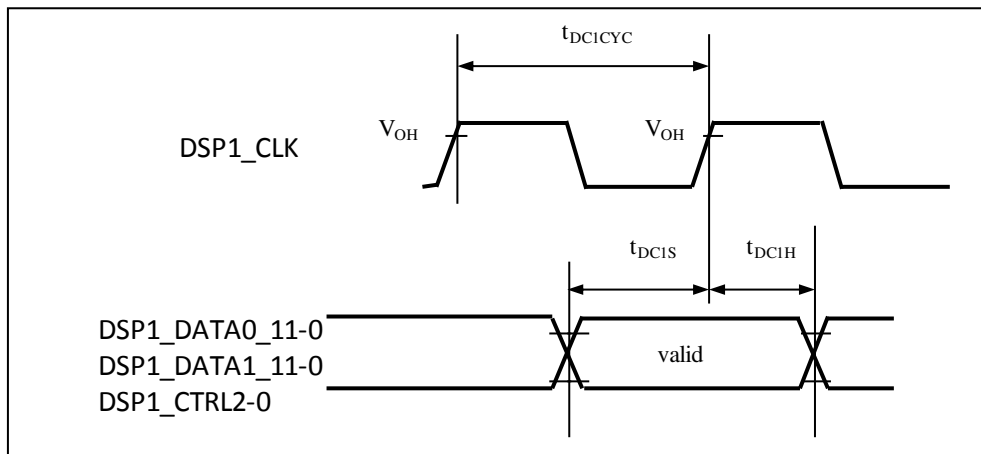 tDC1CYC
VOH
VOH
DSP1_CLK
tDC1S
tDC1H
DSP1_DATA0_11-0
DSP1_DATA1_11-0
DSP1_CTRL2-0
valid